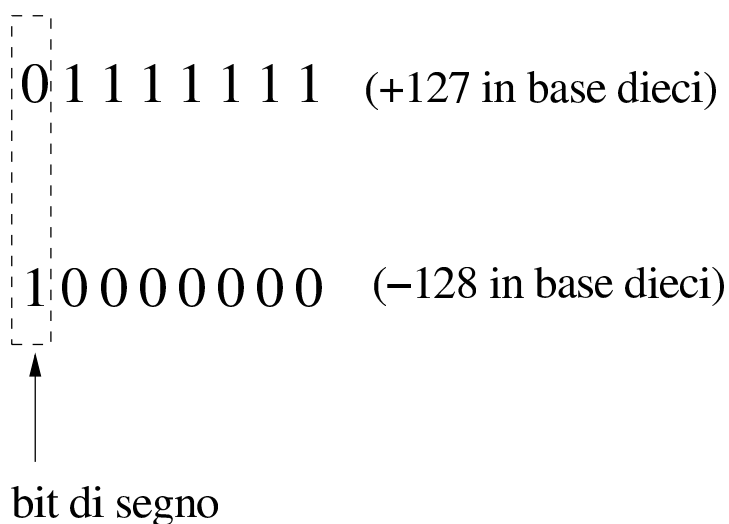 0 1 1 1 1 1 1 1 (+127 in base dieci)
1 0 0 0 0 0 0 0 (−128 in base dieci)
bit di segno